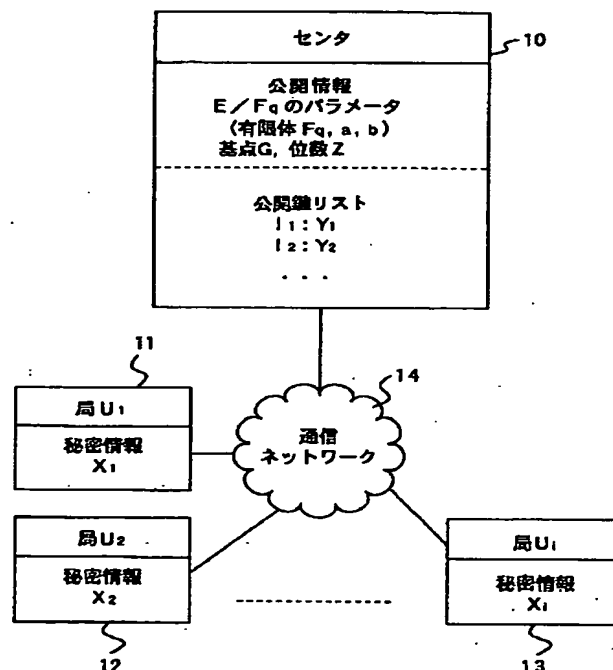 センタ
10
公開情報
E／Fqのパラメータ
（有限体Fq, a, b）
基点G, 位数Z
公開鍵リスト
I1：Y1
I2：Y2
・・・
11
局U1
秘密情報
X1
14
通信
ネットワーク
局U2
秘密情報
X2
12
局Ui
秘密情報
Xi
13